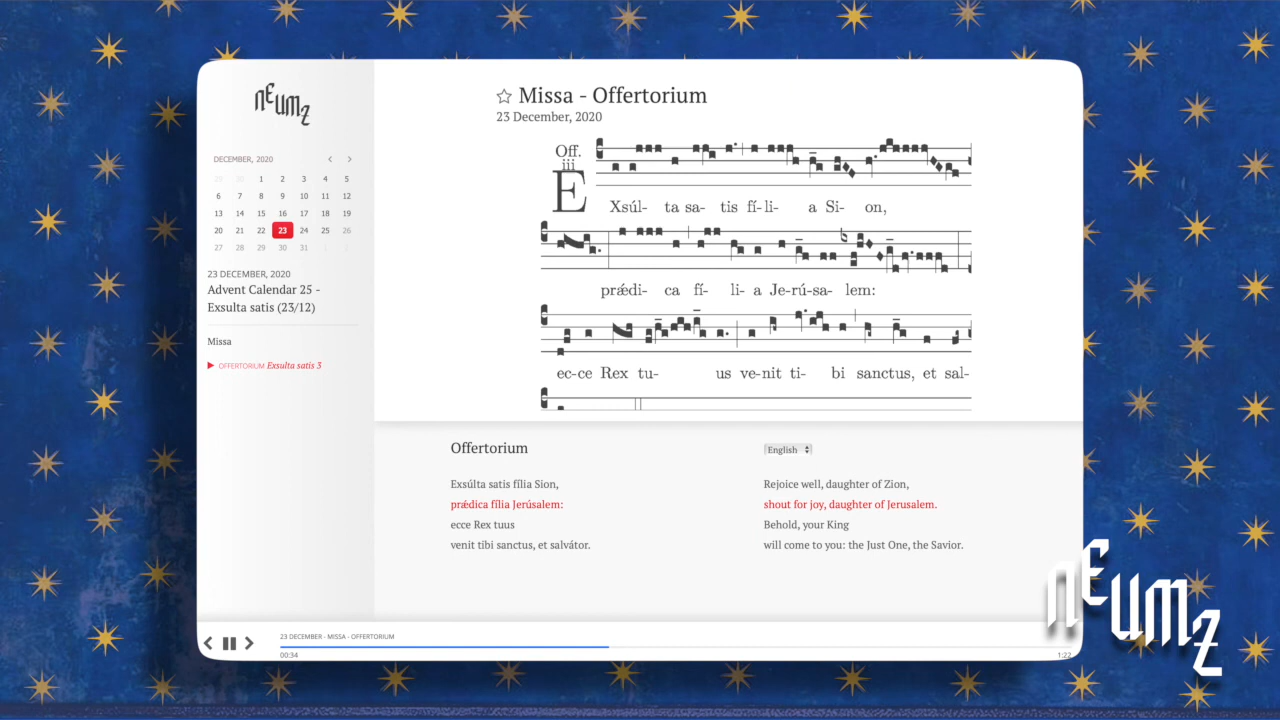 NEUMZ
DECEMBER, 2020
29 30 1 2 3 4 5
6 7 8 9 10 11 12
13 14 15 16 17 18 19
20 21 22 23 24 25 26
27 28 29 30 31 1 2
23 DECEMBER, 2020
Advent Calendar 25 -
Exsulta satis (23/12)
Missa
OFFERTORIUM Exsulta satis 3
Missa - Offertorium
23 December, 2020
Off.
iii
EXsúl- ta sa- tis fí- li- a Si- on,
prǽdi- ca fí- li- a Je-rú-sa- lem:
ec-ce Rex tu- us ve-nit ti- bi sanctus, et sal-
Offertorium
English
Exsúlta satis fília Sion,
prǽdica fília Jerúsalem:
ecce Rex tuus
venit tibi sanctus, et salvátor.
Rejoice well, daughter of Zion,
shout for joy, daughter of Jerusalem.
Behold, your King
will come to you: the Just One, the Savior.
23 DECEMBER - MISSA - OFFERTORIUM
00:34
1:22
NEUMZ